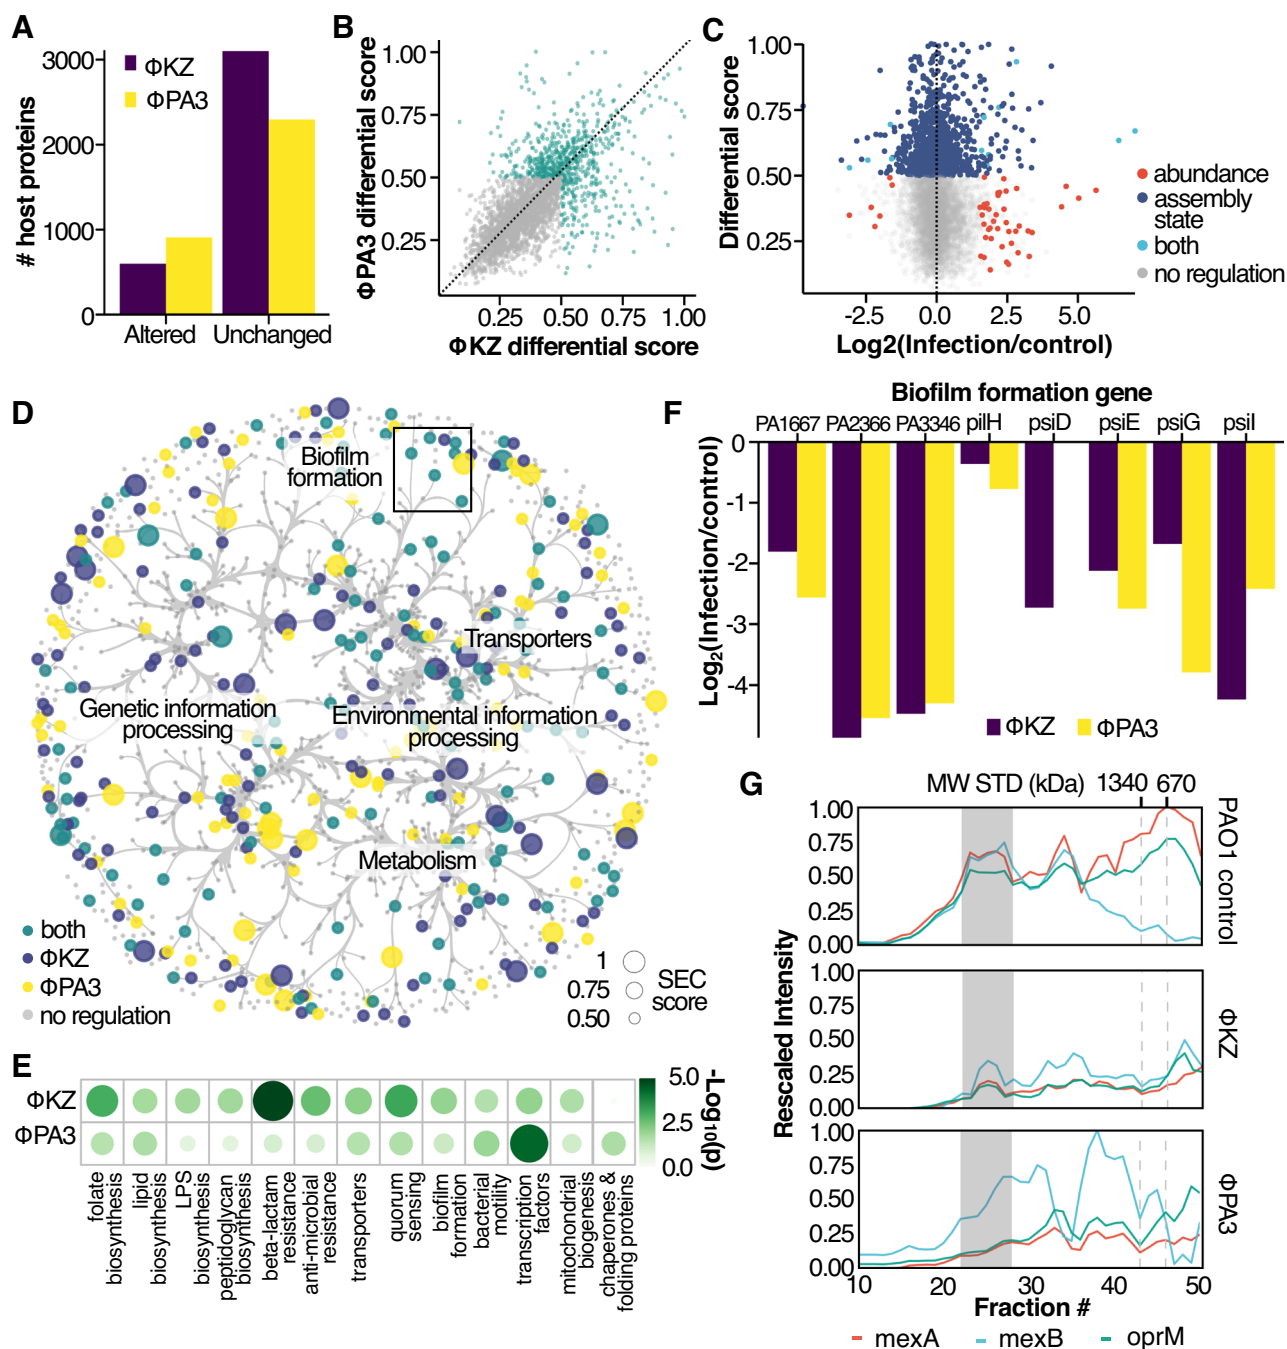 A
# host proteins
3000
2000
1000
0
ΦKZ
ΦPA3
Altered
Unchanged
B
ΦPA3 differential score
1.00
0.75
0.50
0.25
0.25
0.50
0.75
1.00
ΦKZ differential score
C
Differential score
1.00
0.75
0.50
0.25
-2.5
0.0
2.5
5.0
Log2(Infection/control)
abundance
assembly
state
both
no regulation
D
Biofilm
formation
Transporters
Genetic information
processing
Environmental information
processing
Metabolism
both
ΦKZ
ΦPA3
no regulation
1
0.75
0.50
SEC
score
E
ΦKZ
ΦPA3
folate
biosynthesis
lipid
biosynthesis
LPS
biosynthesis
peptidoglycan
biosynthesis
beta-lactam
resistance
anti-microbial
resistance
transporters
quorum
sensing
biofilm
formation
bacterial
motility
transcription
factors
mitochondrial
biogenesis
chaperones &
folding proteins
5.0
2.5
0.0
-Log₁₀(p)
F
Biofilm formation gene
PA1667
PA2366
PA3346
pilH
psiD
psiE
psiG
psiI
Log₂(Infection/control)
0
-1
-2
-3
-4
ΦKZ
ΦPA3
G
MW STD (kDa)
1340
670
Rescaled Intensity
1.00
0.75
0.50
0.25
0.00
PAO1 control
1.00
0.75
0.50
0.25
0.00
ΦKZ
1.00
0.75
0.50
0.25
0.00
ΦPA3
10
20
30
40
50
Fraction #
mexA
mexB
oprM